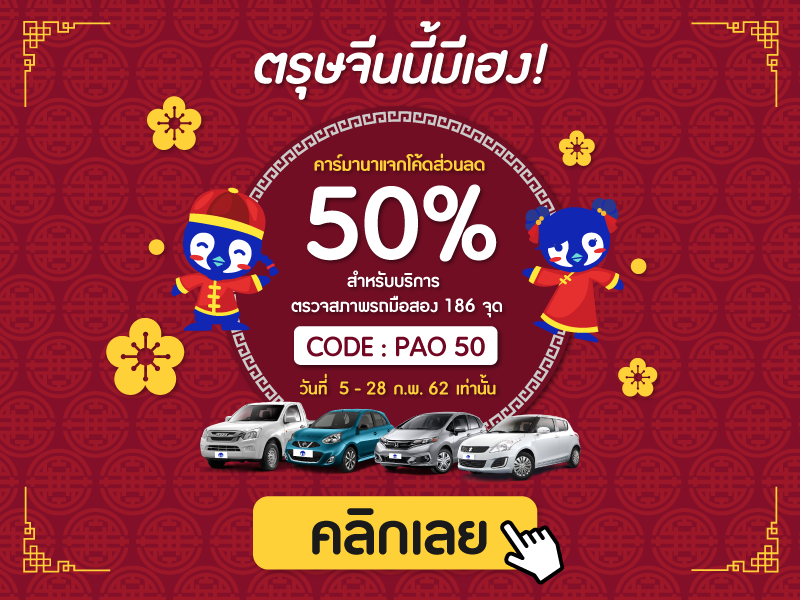 ตรุษจีนนี้มีเฮง!
คาร์มานาแจกโค้ดส่วนลด
50%
สำหรับบริการ
ตรวจสภาพรถมือสอง 186 จุด
CODE : PAO 50
วันที่ 5 - 28 ก.พ. 62 เท่านั้น
คลิกเลย